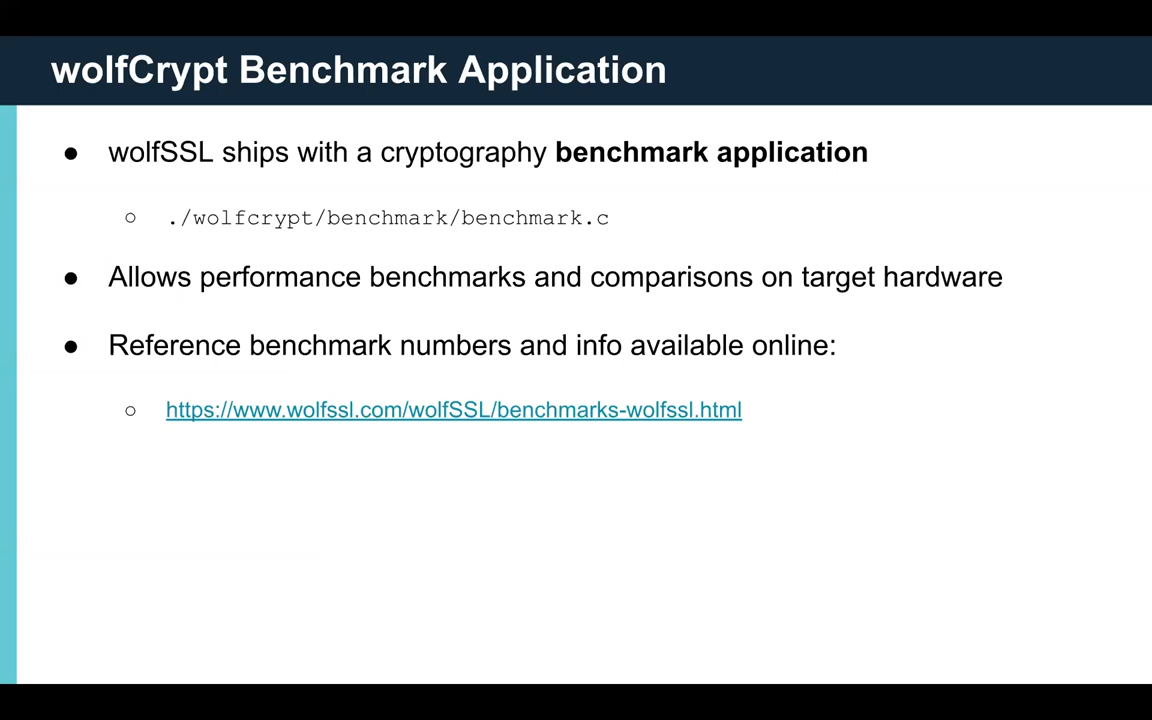 wolfCrypt Benchmark Application
● wolfSSL ships with a cryptography benchmark application
○ ./wolfcrypt/benchmark/benchmark.c
● Allows performance benchmarks and comparisons on target hardware
● Reference benchmark numbers and info available online:
○ https://www.wolfssl.com/wolfSSL/benchmarks-wolfssl.html